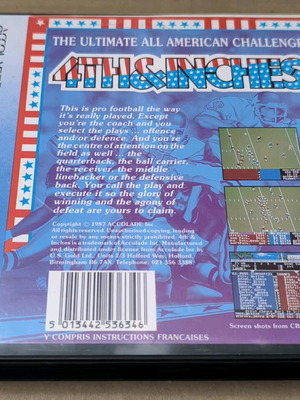 THE ULTIMATE ALL AMERICAN CHALLENGE
4TH&INCHES
This is pro football the way
it's really played. Except
you're the coach and you
select the plays ... offence
and/or defence. And you're
the centre of attention on the
field as well ... the
quarterback, the ball carrier,
the receiver, the middle
linebacker or the defensive
back. You call the play and
execute it so the glory of
winning and the agony of
defeat are yours to claim.
Copyright © 1987 ACCOLADE Inc.
All rights reserved. Unauthorised copying, lending
or resale by any means strictly prohibited. 4th &
Inches is a trademark of Accolade Inc. Manufactured
and distributed under license from Accolade Inc by
U.S. Gold Ltd., Units 2/3 Holford Way, Holford,
Birmingham B6 7AX. Telephone: 021 356 3388
5 013442 536346
Screen shots from CB
Y COMPRIS INSTRUCTIONS FRANCAISES